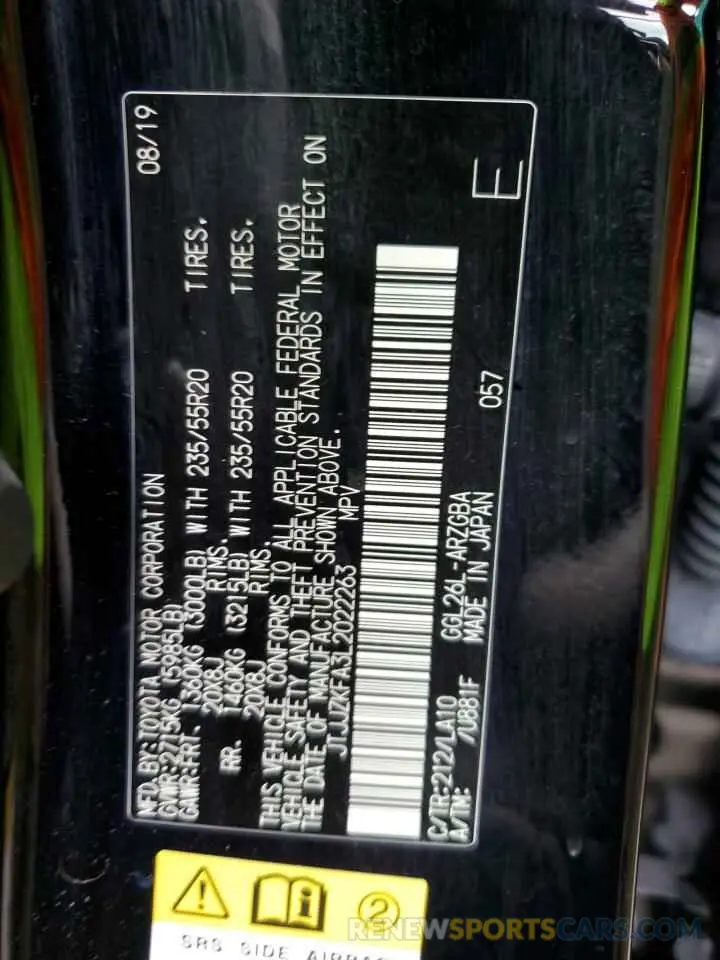 MFD.BY:TOYOTA MOTOR CORPORATION 08/19
GVWR:2715KG (5985LB)
GAWR:FRT. 1360KG (3000LB) WITH 235/55R20 TIRES,
20X8J RIMS.
RR. 1460KG (3215LB) WITH 235/55R20 TIRES,
20X8J RIMS.
THIS VEHICLE CONFORMS TO ALL APPLICABLE FEDERAL MOTOR
VEHICLE SAFETY AND THEFT PREVENTION STANDARDS IN EFFECT ON
THE DATE OF MANUFACTURE SHOWN ABOVE.
JTJJZKFA3L2022263 MPV
C/TR:212/LA10 GGL26L-ARZGBA
A/TM: /U881F MADE IN JAPAN 057 E
2
SRS SIDE AIRBAG
RENEWSPORTSCARS.COM